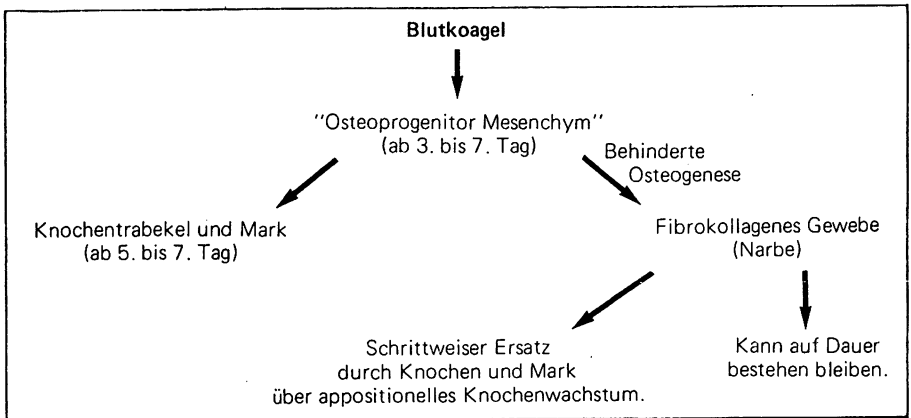 Blutkoagel
"Osteoprogenitor Mesenchym"
(ab 3. bis 7. Tag)
Behinderte
Osteogenese
Knochentrabekel und Mark
(ab 5. bis 7. Tag)
Fibrokollagenes Gewebe
(Narbe)
Schrittweiser Ersatz
durch Knochen und Mark
über appositionelles Knochenwachstum.
Kann auf Dauer
bestehen bleiben.